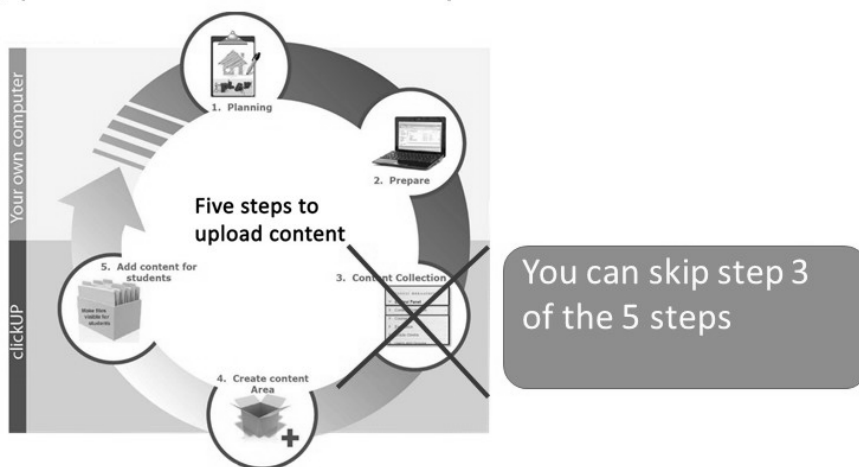 Your own computer
clickUP
1. Planning
2. Prepare
Five steps to
upload content
3. Content Collection
4. Create content
Area
5. Add content for
students
Make files
visible for
students
You can skip step 3
of the 5 steps